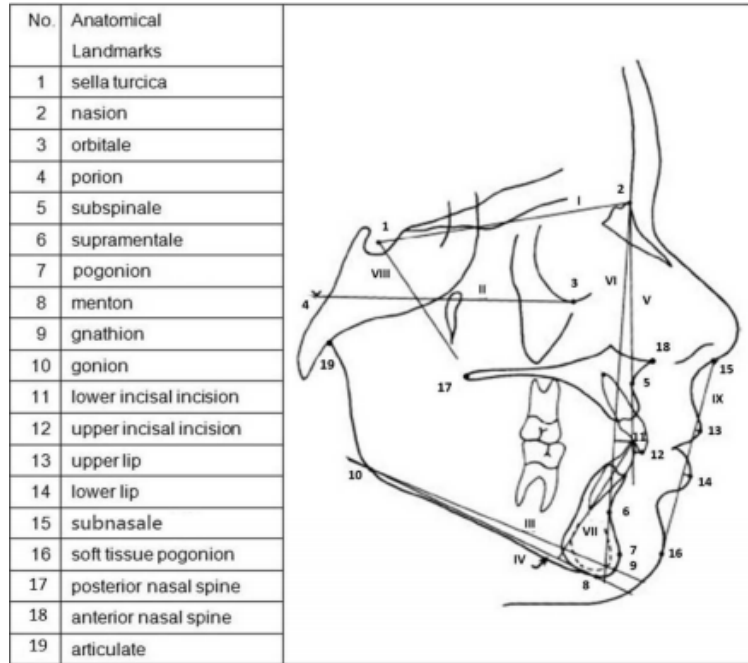 No. Anatomical
Landmarks
1 sella turcica
2 nasion
3 orbitale
4 porion
5 subspinale
6 supramentale
7 pogonion
8 menton
9 gnathion
10 gonion
11 lower incisal incision
12 upper incisal incision
13 upper lip
14 lower lip
15 subnasale
16 soft tissue pogonion
17 posterior nasal spine
18 anterior nasal spine
19 articulate
2
I
1
VIII
VI
II
3
V
4
18
19
15
17
5
IX
11
13
12
10
14
6
III
VII
7
16
IV
9
8